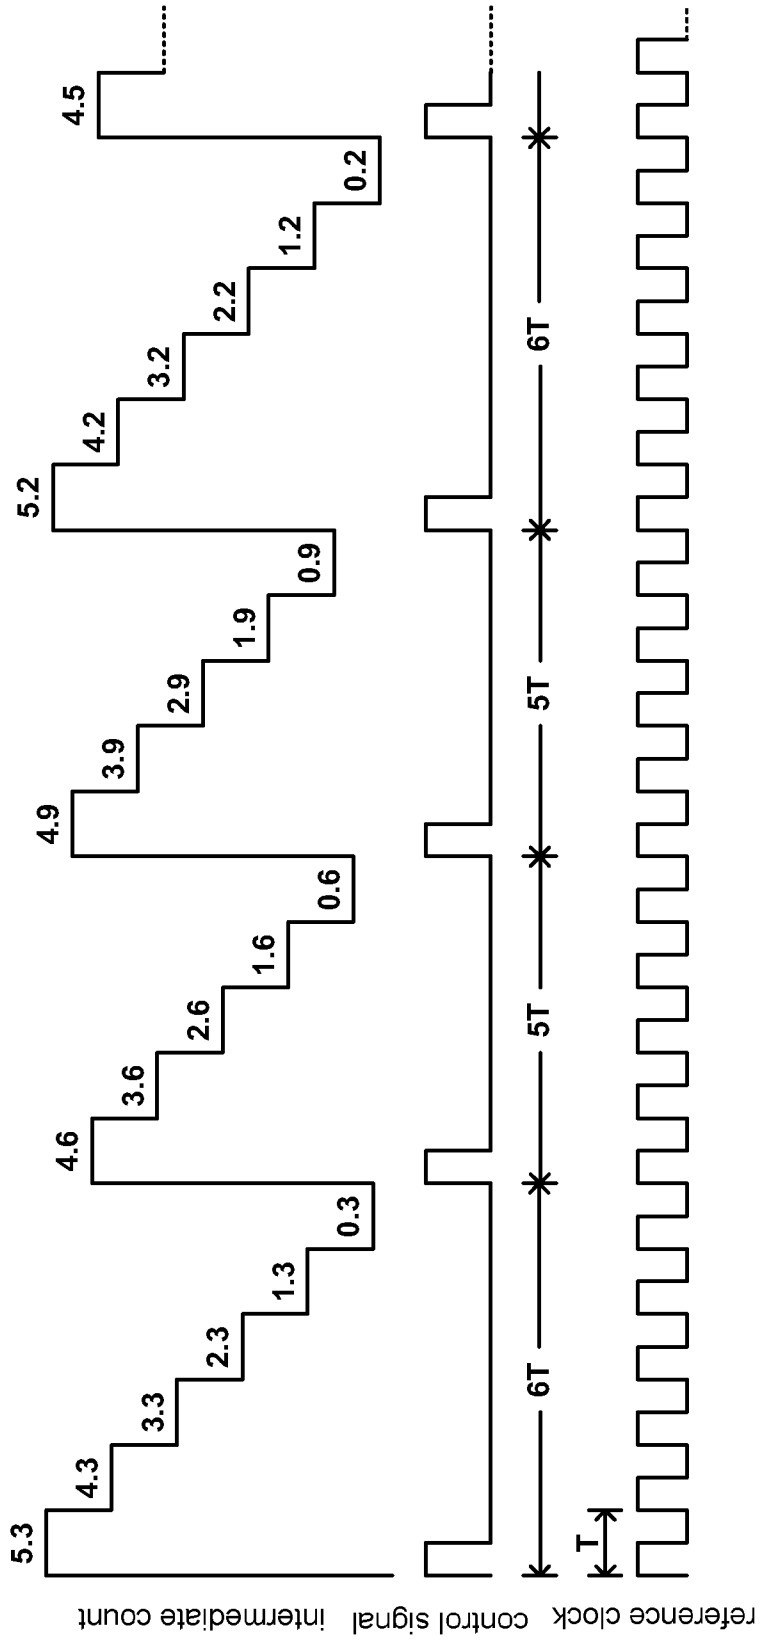 intermediate count
5.3
4.3
3.3
2.3
1.3
0.3
4.6
3.6
2.6
1.6
0.6
4.9
3.9
2.9
1.9
0.9
5.2
4.2
3.2
2.2
1.2
0.2
4.5
control signal
6T
5T
5T
6T
reference clock
T